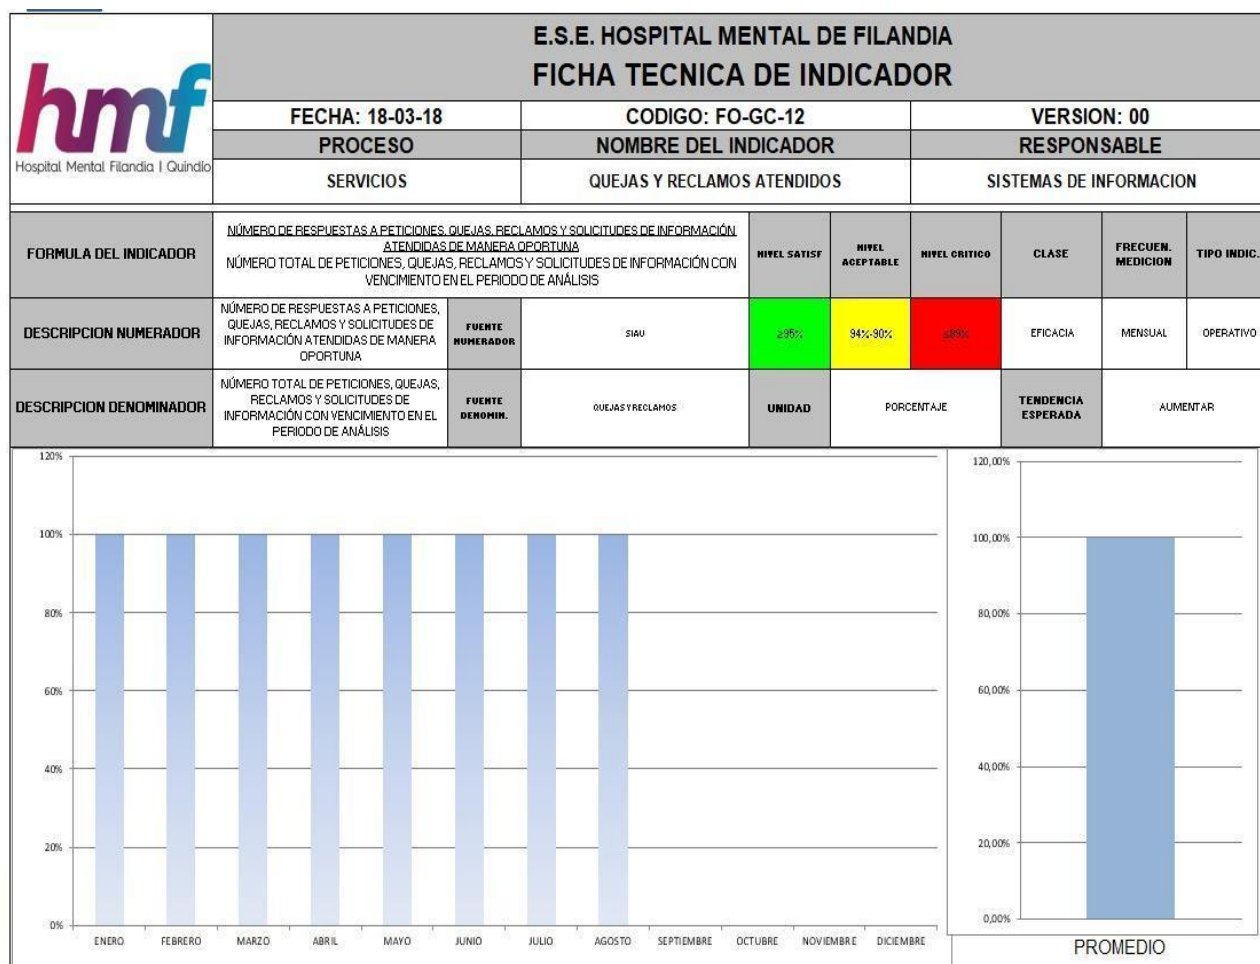 E.S.E. HOSPITAL MENTAL DE FILANDIA
FICHA TECNICA DE INDICADOR
hmf
Hospital Mental Filandia | Quindío
FECHA: 18-03-18
CODIGO: FO-GC-12
VERSION: 00
PROCESO
NOMBRE DEL INDICADOR
RESPONSABLE
SERVICIOS
QUEJAS Y RECLAMOS ATENDIDOS
SISTEMAS DE INFORMACION
FORMULA DEL INDICADOR
NÚMERO DE RESPUESTAS A PETICIONES, QUEJAS, RECLAMOS Y SOLICITUDES DE INFORMACIÓN
ATENDIDAS DE MANERA OPORTUNA
NÚMERO TOTAL DE PETICIONES, QUEJAS, RECLAMOS Y SOLICITUDES DE INFORMACIÓN CON
VENCIMIENTO EN EL PERIODO DE ANÁLISIS
NIVEL SATISF
NIVEL
ACEPTABLE
NIVEL CRITICO
CLASE
FRECUEN.
MEDICION
TIPO INDIC.
DESCRIPCION NUMERADOR
NÚMERO DE RESPUESTAS A PETICIONES,
QUEJAS, RECLAMOS Y SOLICITUDES DE
INFORMACIÓN ATENDIDAS DE MANERA
OPORTUNA
FUENTE
NUMERADOR
SIAU
≥95%
94%-90%
≤89%
EFICACIA
MENSUAL
OPERATIVO
DESCRIPCION DENOMINADOR
NÚMERO TOTAL DE PETICIONES, QUEJAS,
RECLAMOS Y SOLICITUDES DE
INFORMACIÓN CON VENCIMIENTO EN EL
PERIODO DE ANÁLISIS
FUENTE
DENOMIN.
QUEJAS Y RECLAMOS
UNIDAD
PORCENTAJE
TENDENCIA
ESPERADA
AUMENTAR
120%
100%
80%
60%
40%
20%
0%
ENERO FEBRERO MARZO ABRIL MAYO JUNIO JULIO AGOSTO SEPTIEMBRE OCTUBRE NOVIEMBRE DICIEMBRE
120,00%
100,00%
80,00%
60,00%
40,00%
20,00%
0,00%
PROMEDIO